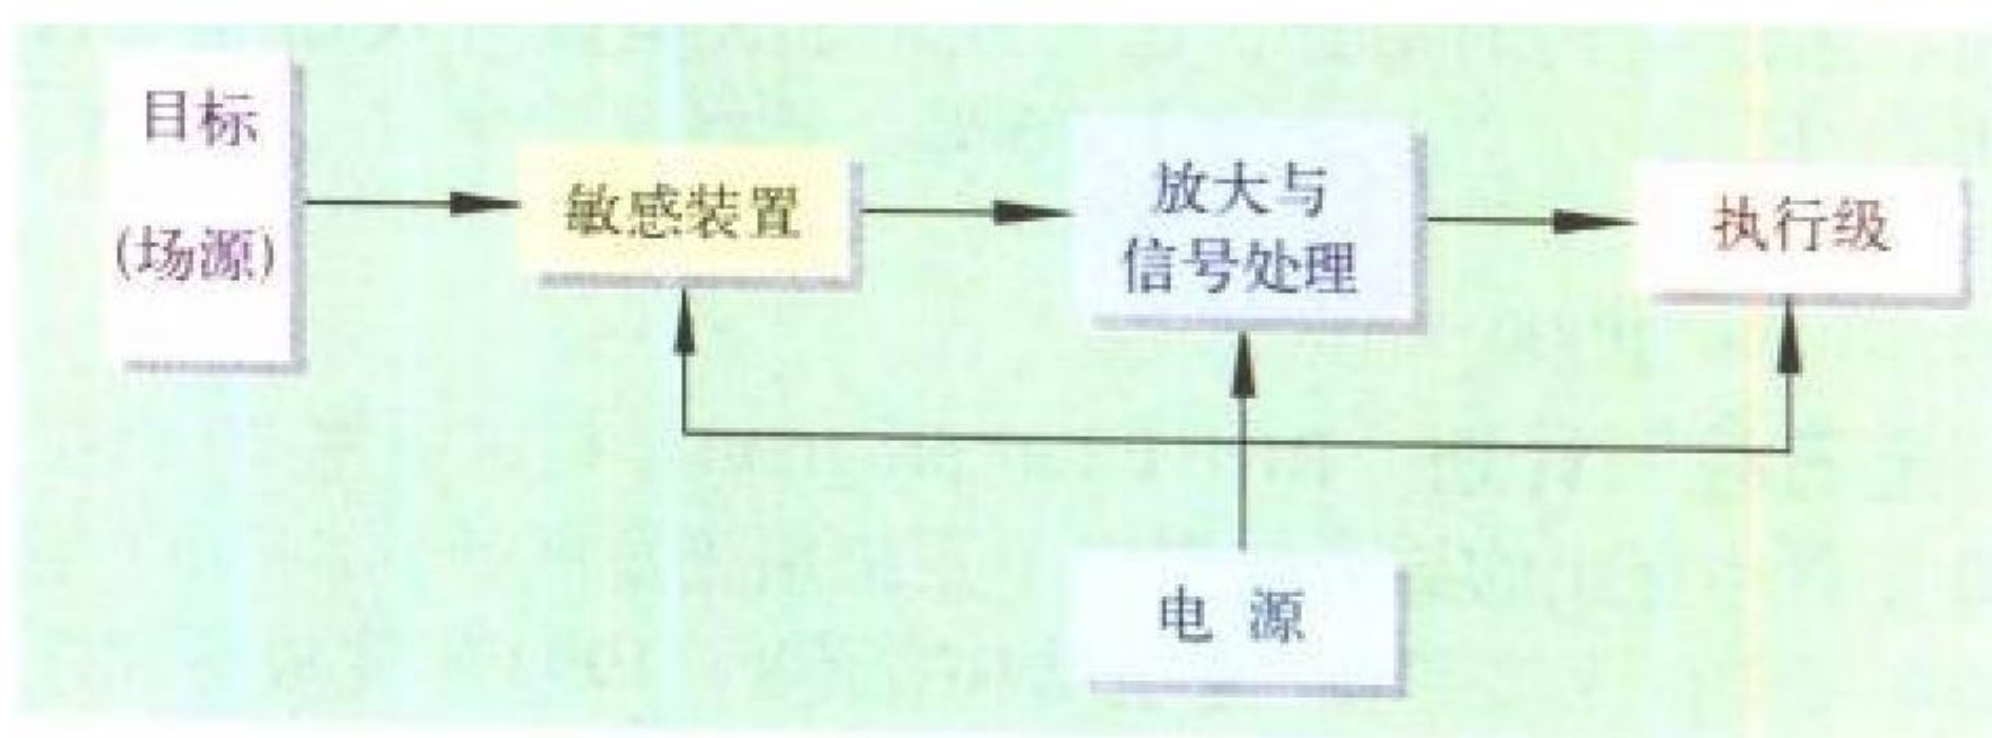 目标
(场源)
敏感装置
放大与
信号处理
执行级
电 源